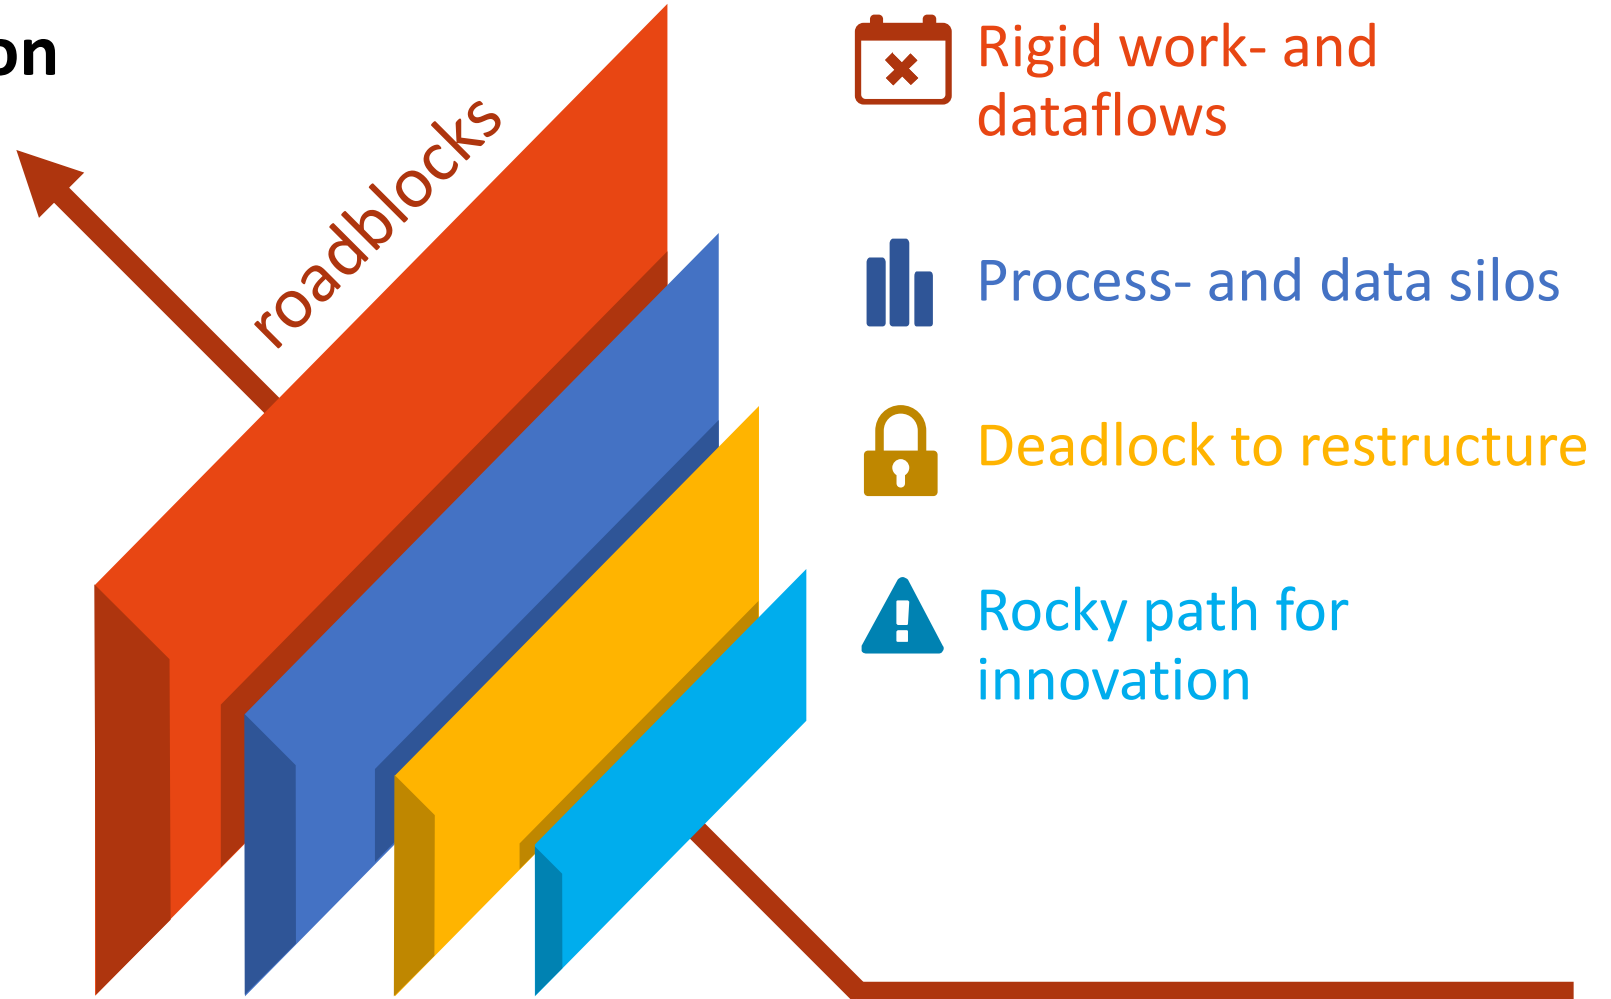 on
roadblocks
Rigid work- and
dataflows
Process- and data silos
Deadlock to restructure
Rocky path for
innovation